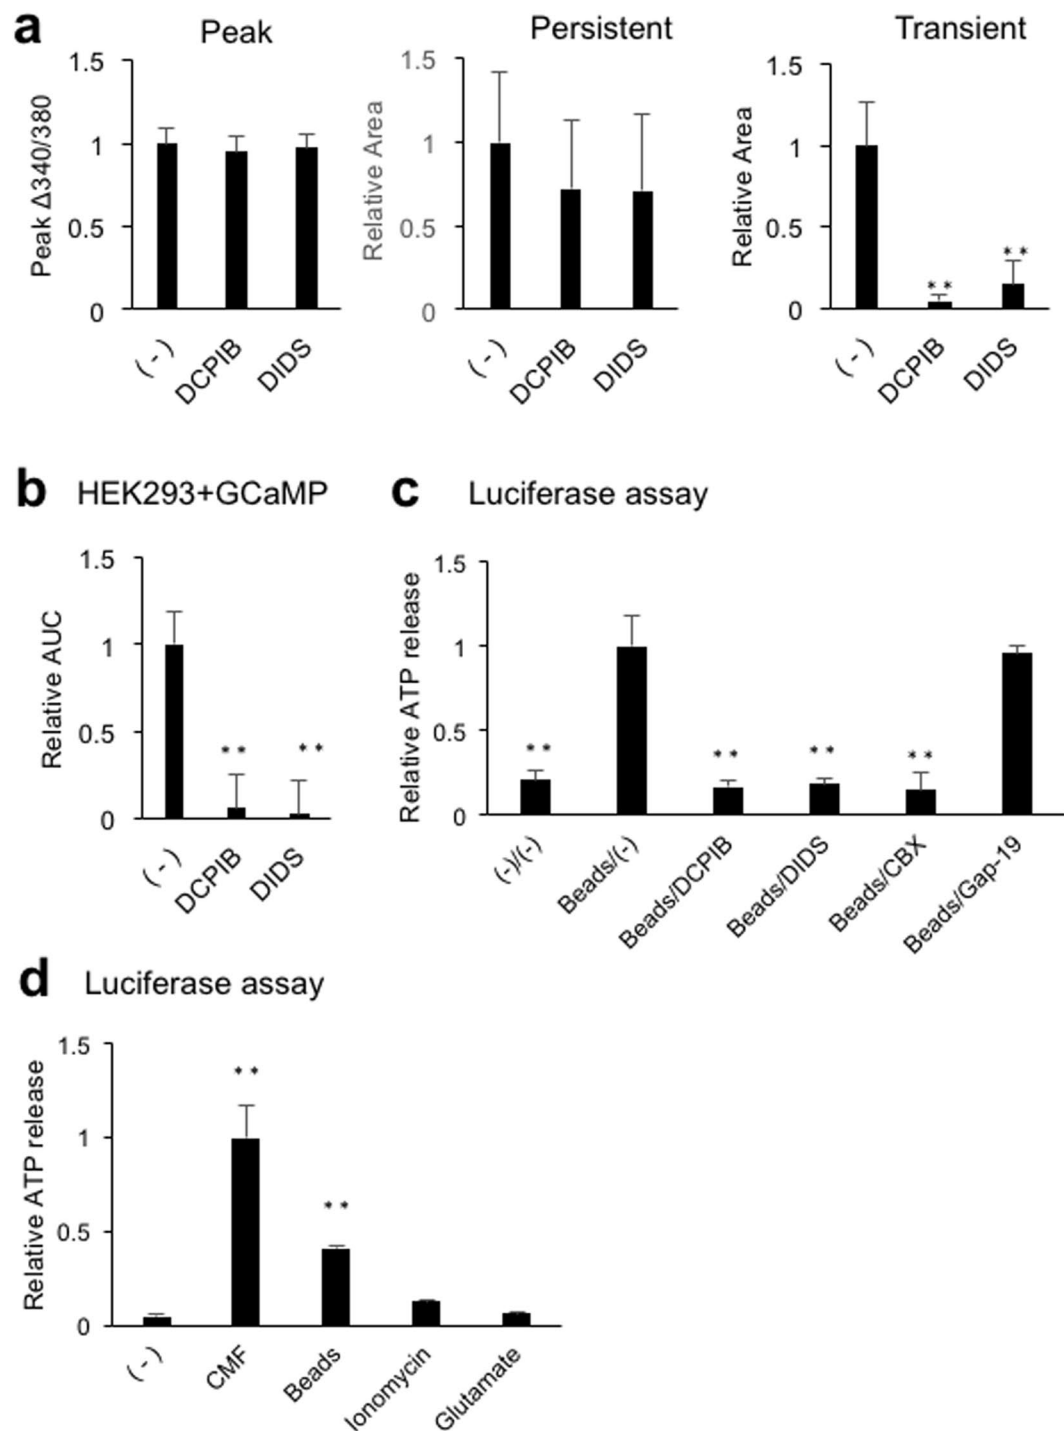 a
Peak
Persistent
Transient
Peak Δ340/380
1.5
1
0.5
0
(-)
DCPIB
DIDS
Relative Area
1.5
1
0.5
0
(-)
DCPIB
DIDS
Relative Area
1.5
1
0.5
0
**
**
(-)
DCPIB
DIDS
b HEK293+GCaMP
Relative AUC
1.5
1
0.5
0
**
**
(-)
DCPIB
DIDS
c Luciferase assay
Relative ATP release
1.5
1
0.5
0
**
**
**
**
(-)/(-)
Beads/(-)
Beads/DCPIB
Beads/DIDS
Beads/CBX
Beads/Gap-19
d Luciferase assay
Relative ATP release
1.5
1
0.5
0
**
**
(-)
CMF
Beads
Ionomycin
Glutamate